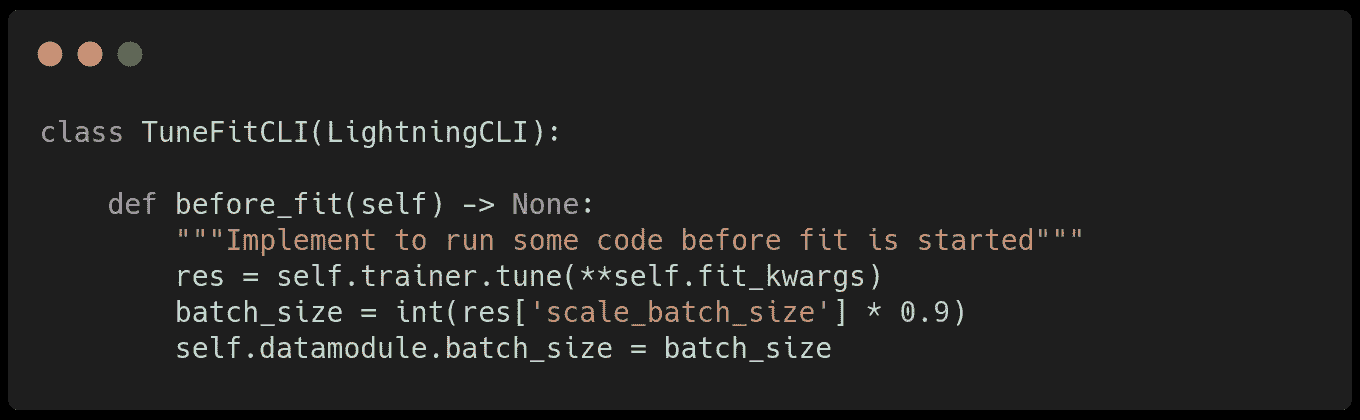 class TuneFitCLI(LightningCLI):
    def before_fit(self) -> None:
        """Implement to run some code before fit is started"""
        res = self.trainer.tune(**self.fit_kwargs)
        batch_size = int(res['scale_batch_size'] * 0.9)
        self.datamodule.batch_size = batch_size